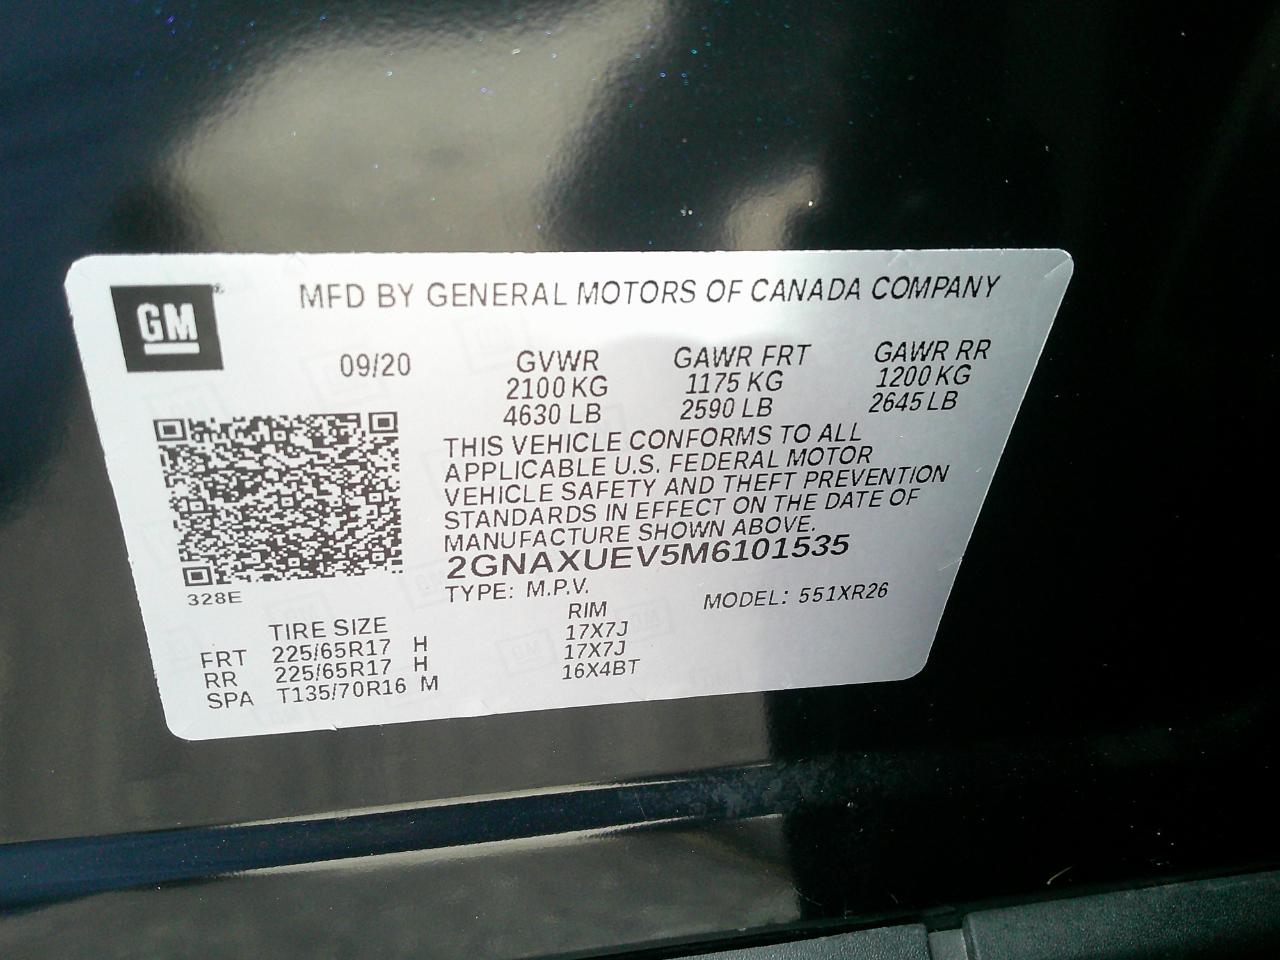 GM
MFD BY GENERAL MOTORS OF CANADA COMPANY
09/20 GVWR GAWR FRT GAWR RR
2100 KG 1175 KG 1200 KG
4630 LB 2590 LB 2645 LB
THIS VEHICLE CONFORMS TO ALL
APPLICABLE U.S. FEDERAL MOTOR
VEHICLE SAFETY AND THEFT PREVENTION
STANDARDS IN EFFECT ON THE DATE OF
MANUFACTURE SHOWN ABOVE.
2GNAXUEV5M6101535
328E TYPE: M.P.V. MODEL: 551XR26
TIRE SIZE RIM
FRT 225/65R17 H 17X7J
RR 225/65R17 H 17X7J
SPA T135/70R16 M 16X4BT